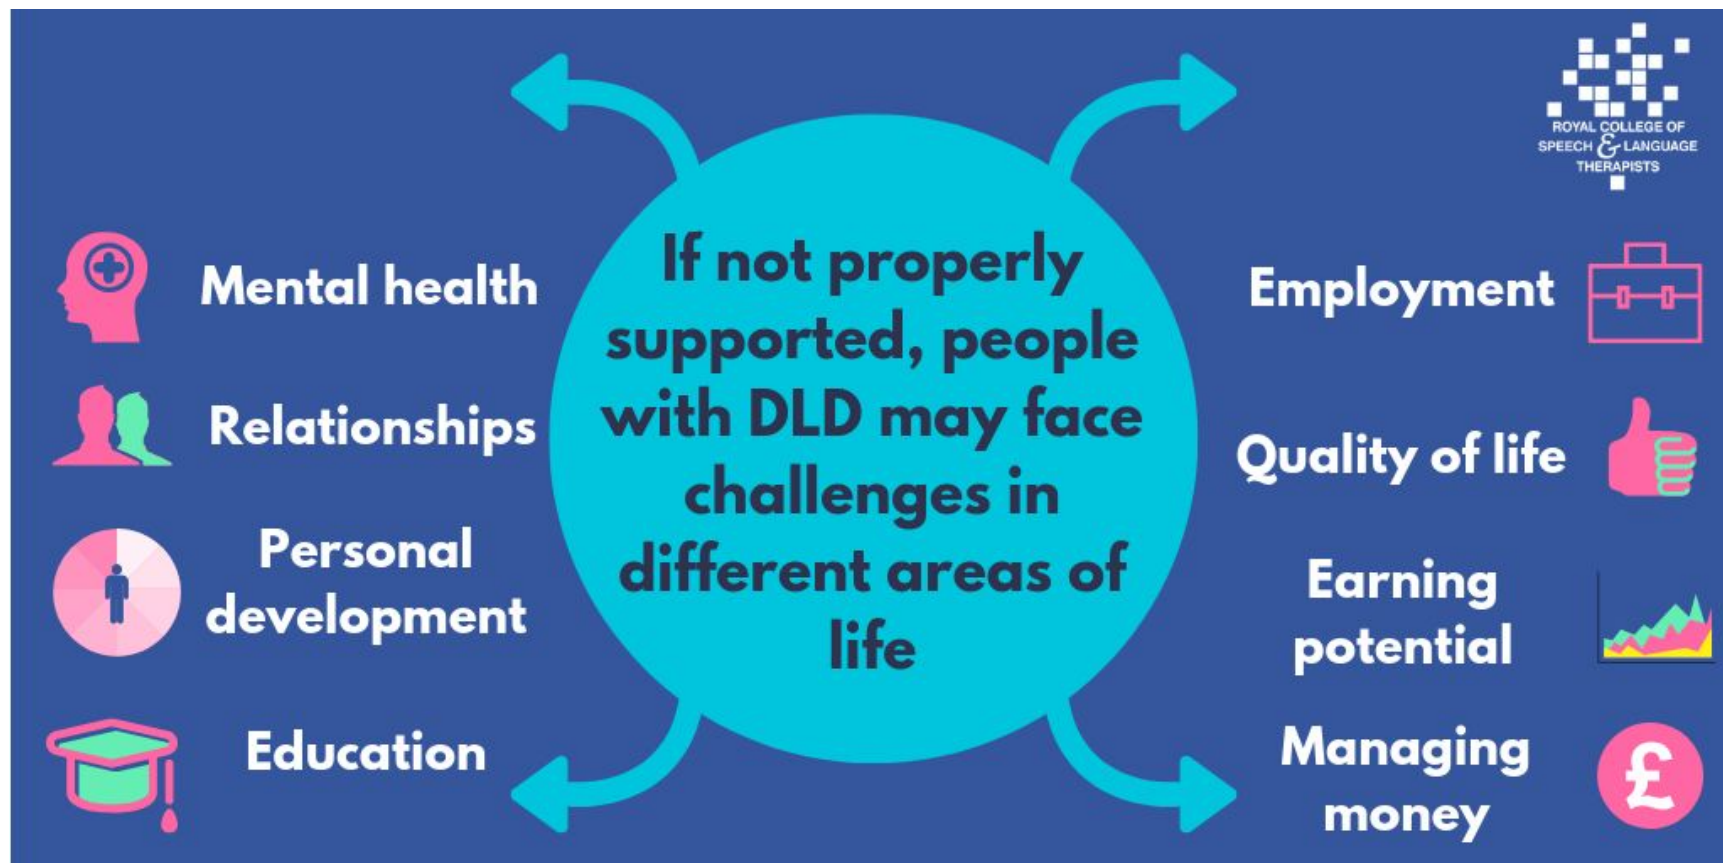 ROYAL COLLEGE OF
SPEECH & LANGUAGE
THERAPISTS
If not properly
supported, people
with DLD may face
challenges in
different areas of
life
Mental health
Relationships
Personal
development
Education
Employment
Quality of life
Earning
potential
Managing
money
£